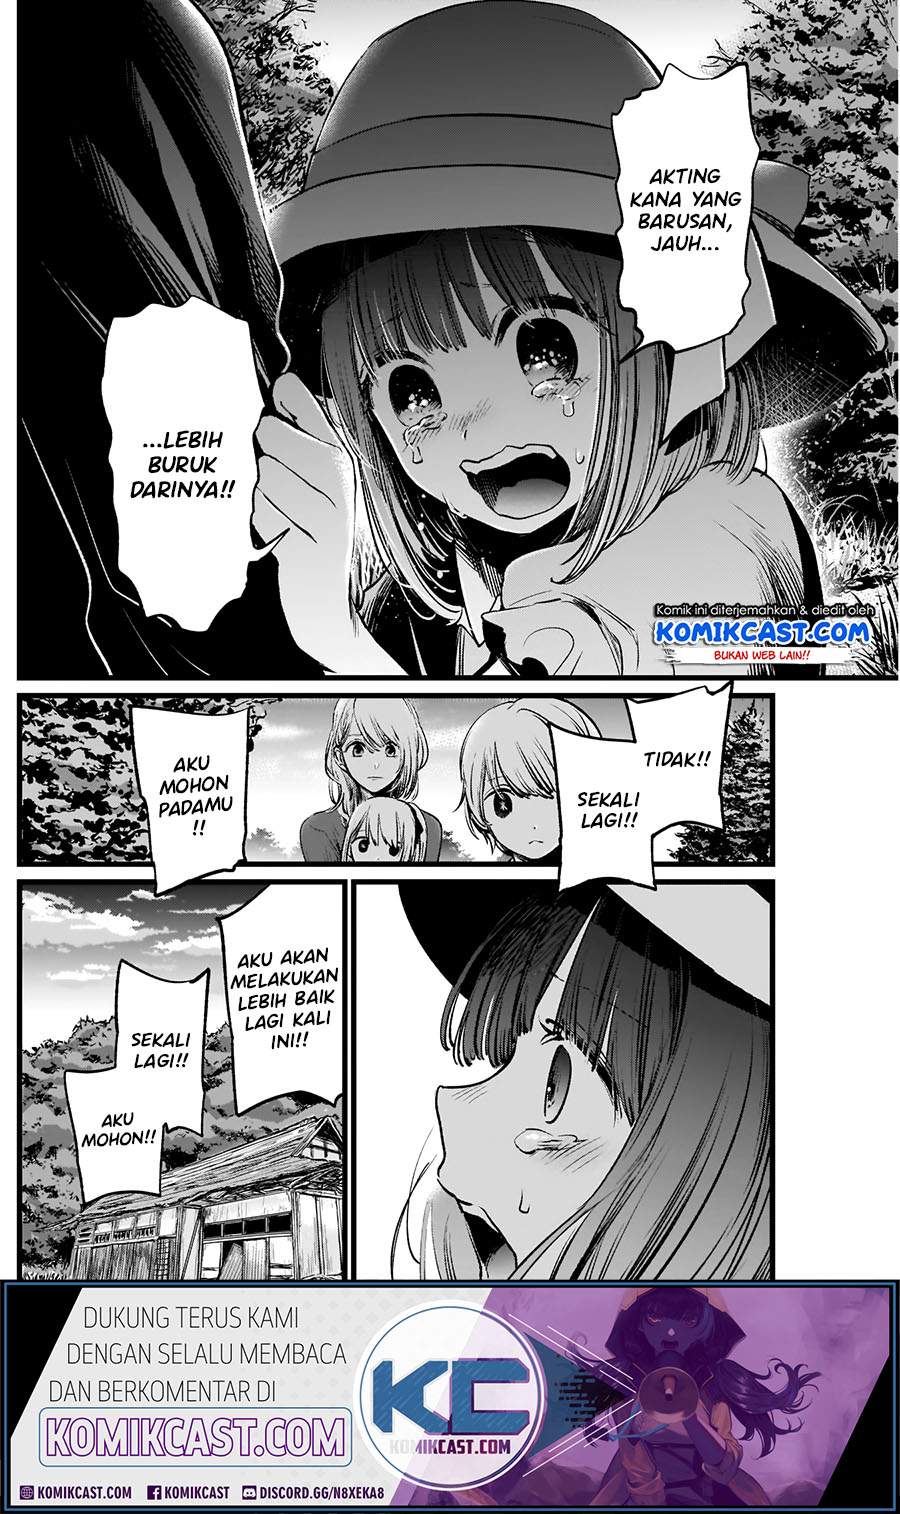 AKTING
KANA YANG
BARUSAN,
JAUH...
...LEBIH
BURUK
DARINYA!!
Komik ini diterjemahkan & diedit oleh
KOMIKCAST.COM
BUKAN WEB LAIN!!
TIDAK!!
SEKALI
LAGI!!
AKU
MOHON
PADAMU
!!
AKU AKAN
MELAKUKAN
LEBIH BAIK
LAGI KALI
INI!!
SEKALI
LAGI!!
AKU
MOHON!!
DUKUNG TERUS KAMI
DENGAN SELALU MEMBACA
DAN BERKOMENTAR DI
KOMIKCAST.COM
KC
KOMIKCAST.COM
KOMIKCAST.COM KOMIKCAST DISCORD.GG/N8XEKA8